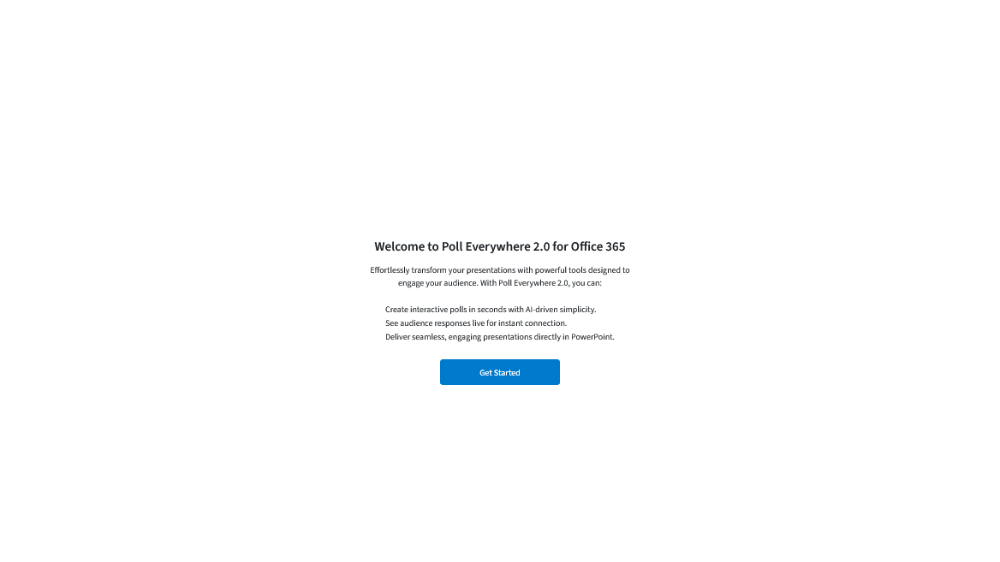 Welcome to Poll Everywhere 2.0 for Office 365
Effortlessly transform your presentations with powerful tools designed to
engage your audience. With Poll Everywhere 2.0, you can:
Create interactive polls in seconds with AI-driven simplicity.
See audience responses live for instant connection.
Deliver seamless, engaging presentations directly in PowerPoint.
Get Started